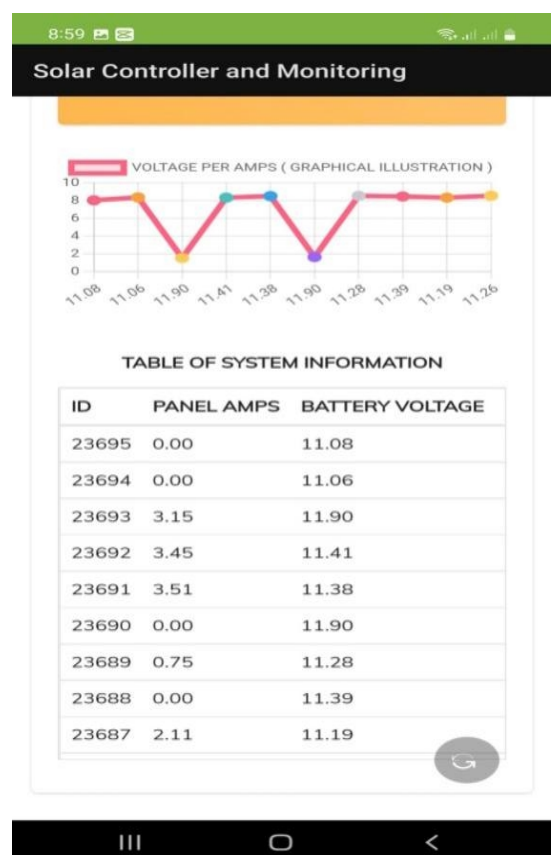 8:59
Solar Controller and Monitoring
VOLTAGE PER AMPS ( GRAPHICAL ILLUSTRATION )
10
8
6
4
2
0
11.08 11.06 11.90 11.41 11.38 11.90 11.28 11.39 11.19 11.26
TABLE OF SYSTEM INFORMATION
ID PANEL AMPS BATTERY VOLTAGE
23695 0.00 11.08
23694 0.00 11.06
23693 3.15 11.90
23692 3.45 11.41
23691 3.51 11.38
23690 0.00 11.90
23689 0.75 11.28
23688 0.00 11.39
23687 2.11 11.19